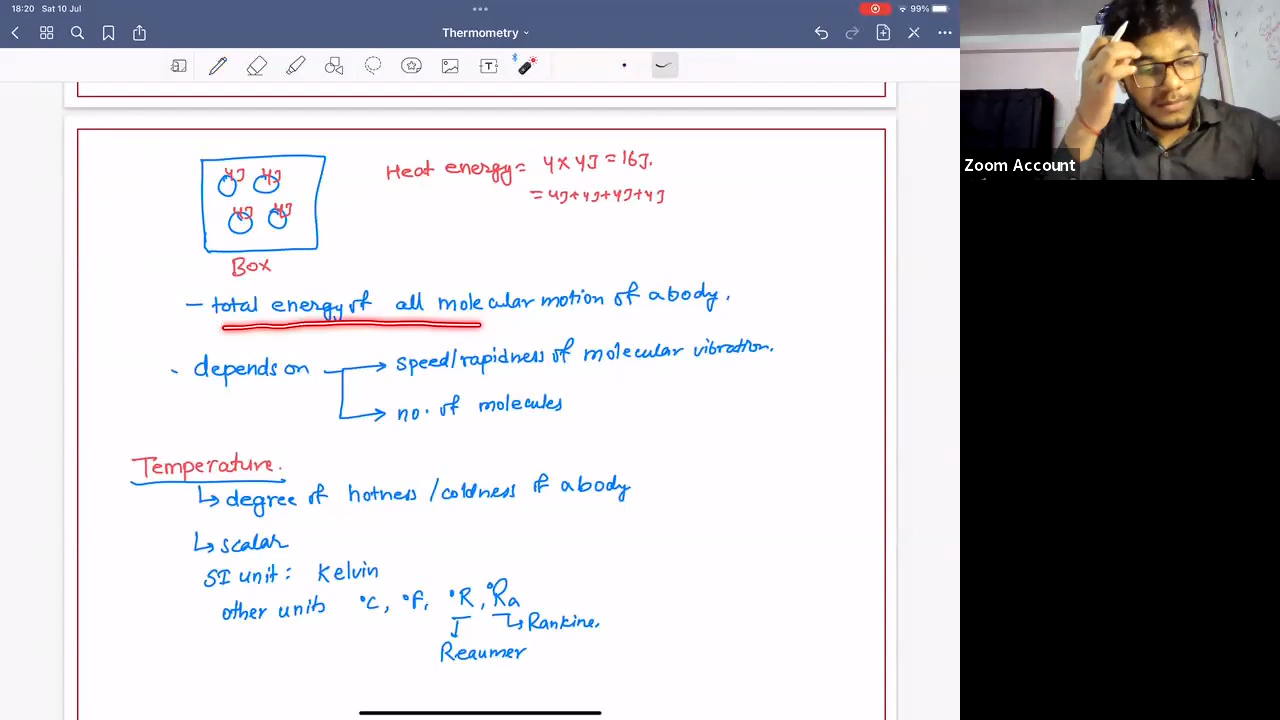 18:20 Sat 10 Jul
99%
Thermometry
Zoom Account
4J 4J
4J 4J
Box
Heat energy = 4 x 4J = 16J.
= 4J+4J+4J+4J
- total energy of all molecular motion of a body.
- depends on → speed/rapidness of molecular vibration.
→ no. of molecules
Temperature.
↳ degree of hotness /coldness of a body
↳ scalar
SI unit: Kelvin
other units °C, °F, °R, °Ra
Rankine.
Reaumer